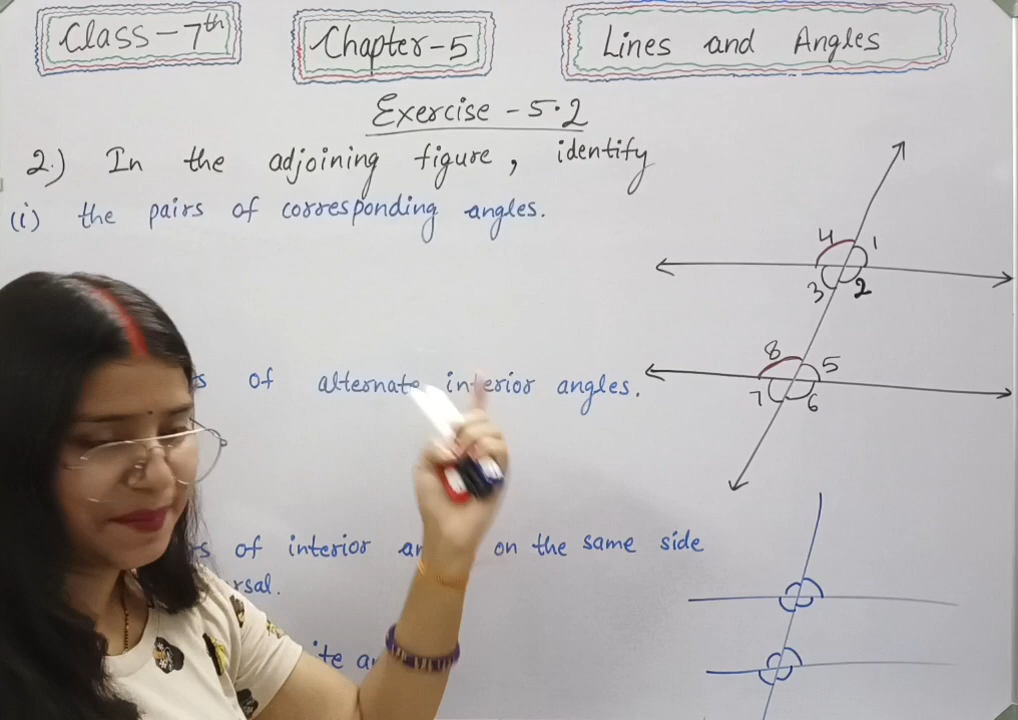 Class-7th
Chapter-5
Lines and Angles
Exercise-5.2
2.) In the adjoining figure, identify
(i) the pairs of corresponding angles.
4 1
3 2
of alternate interior angles.
8 5
7 6
of interior on the same side